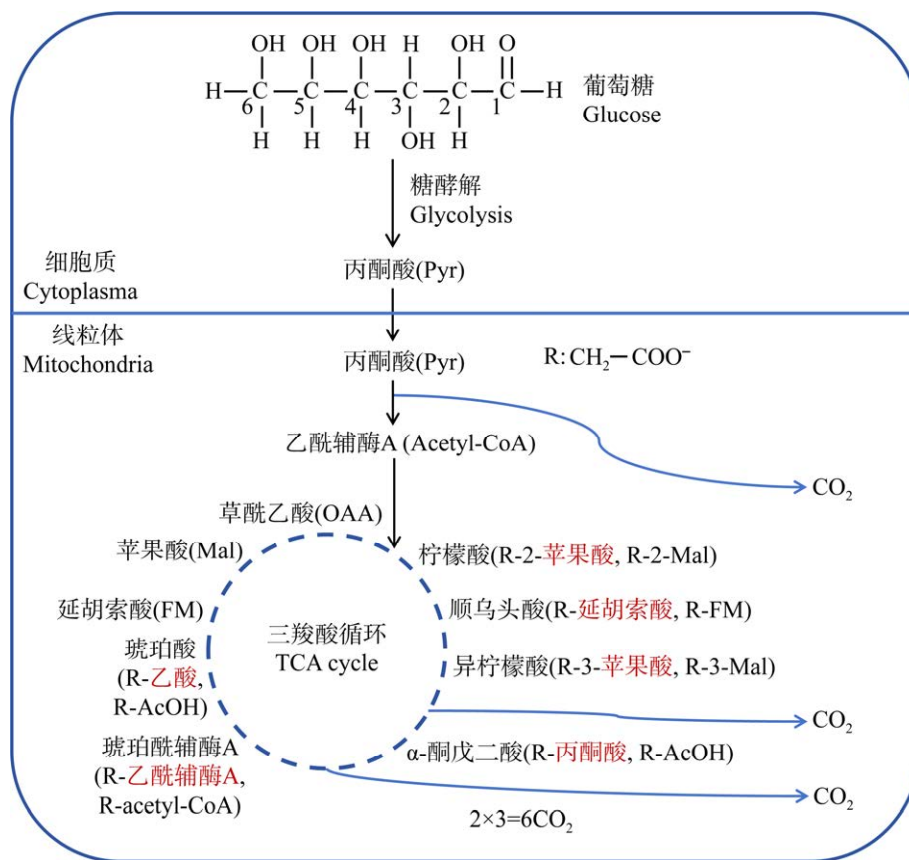 OH OH OH H OH O
H C C C C C C H
6 5 4 3 2 1
H H H OH H
葡萄糖
Glucose
糖酵解
Glycolysis
细胞质
Cytoplasma
丙酮酸(Pyr)
线粒体
Mitochondria
丙酮酸(Pyr)
R:CH₂—COO⁻
乙酰辅酶A (Acetyl-CoA)
CO₂
草酰乙酸(OAA)
苹果酸(Mal)
柠檬酸(R-2-苹果酸, R-2-Mal)
延胡索酸(FM)
顺乌头酸(R-延胡索酸, R-FM)
三羧酸循环
TCA cycle
琥珀酸
(R-乙酸,
R-AcOH)
异柠檬酸(R-3-苹果酸, R-3-Mal)
CO₂
α-酮戊二酸(R-丙酮酸, R-AcOH)
琥珀酰辅酶A
(R-乙酰辅酶A,
R-acetyl-CoA)
CO₂
2×3=6CO₂